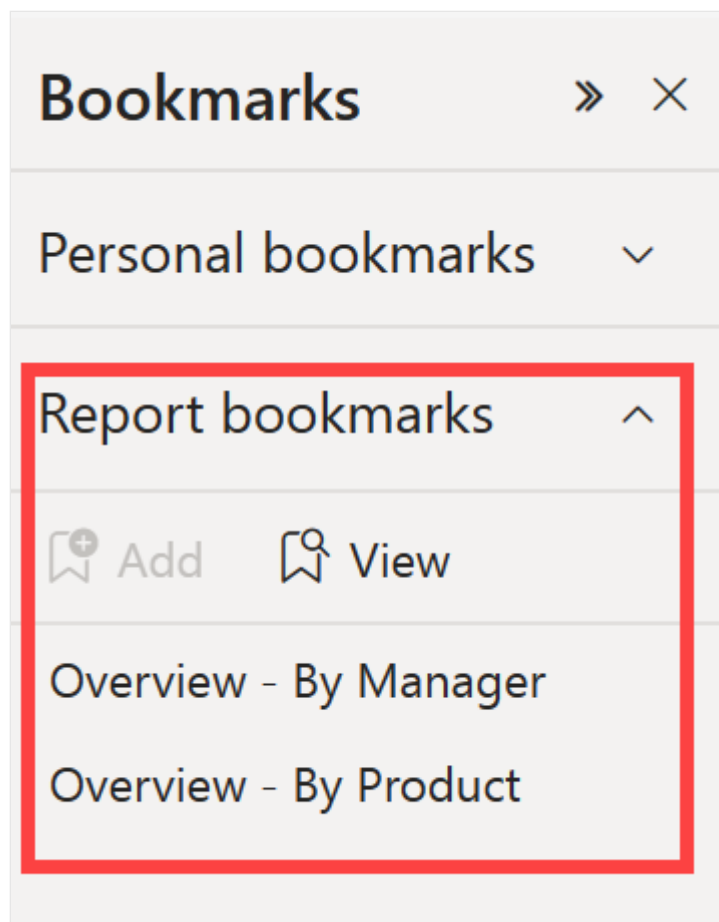 Bookmarks
Personal bookmarks
Report bookmarks
Add View
Overview - By Manager
Overview - By Product